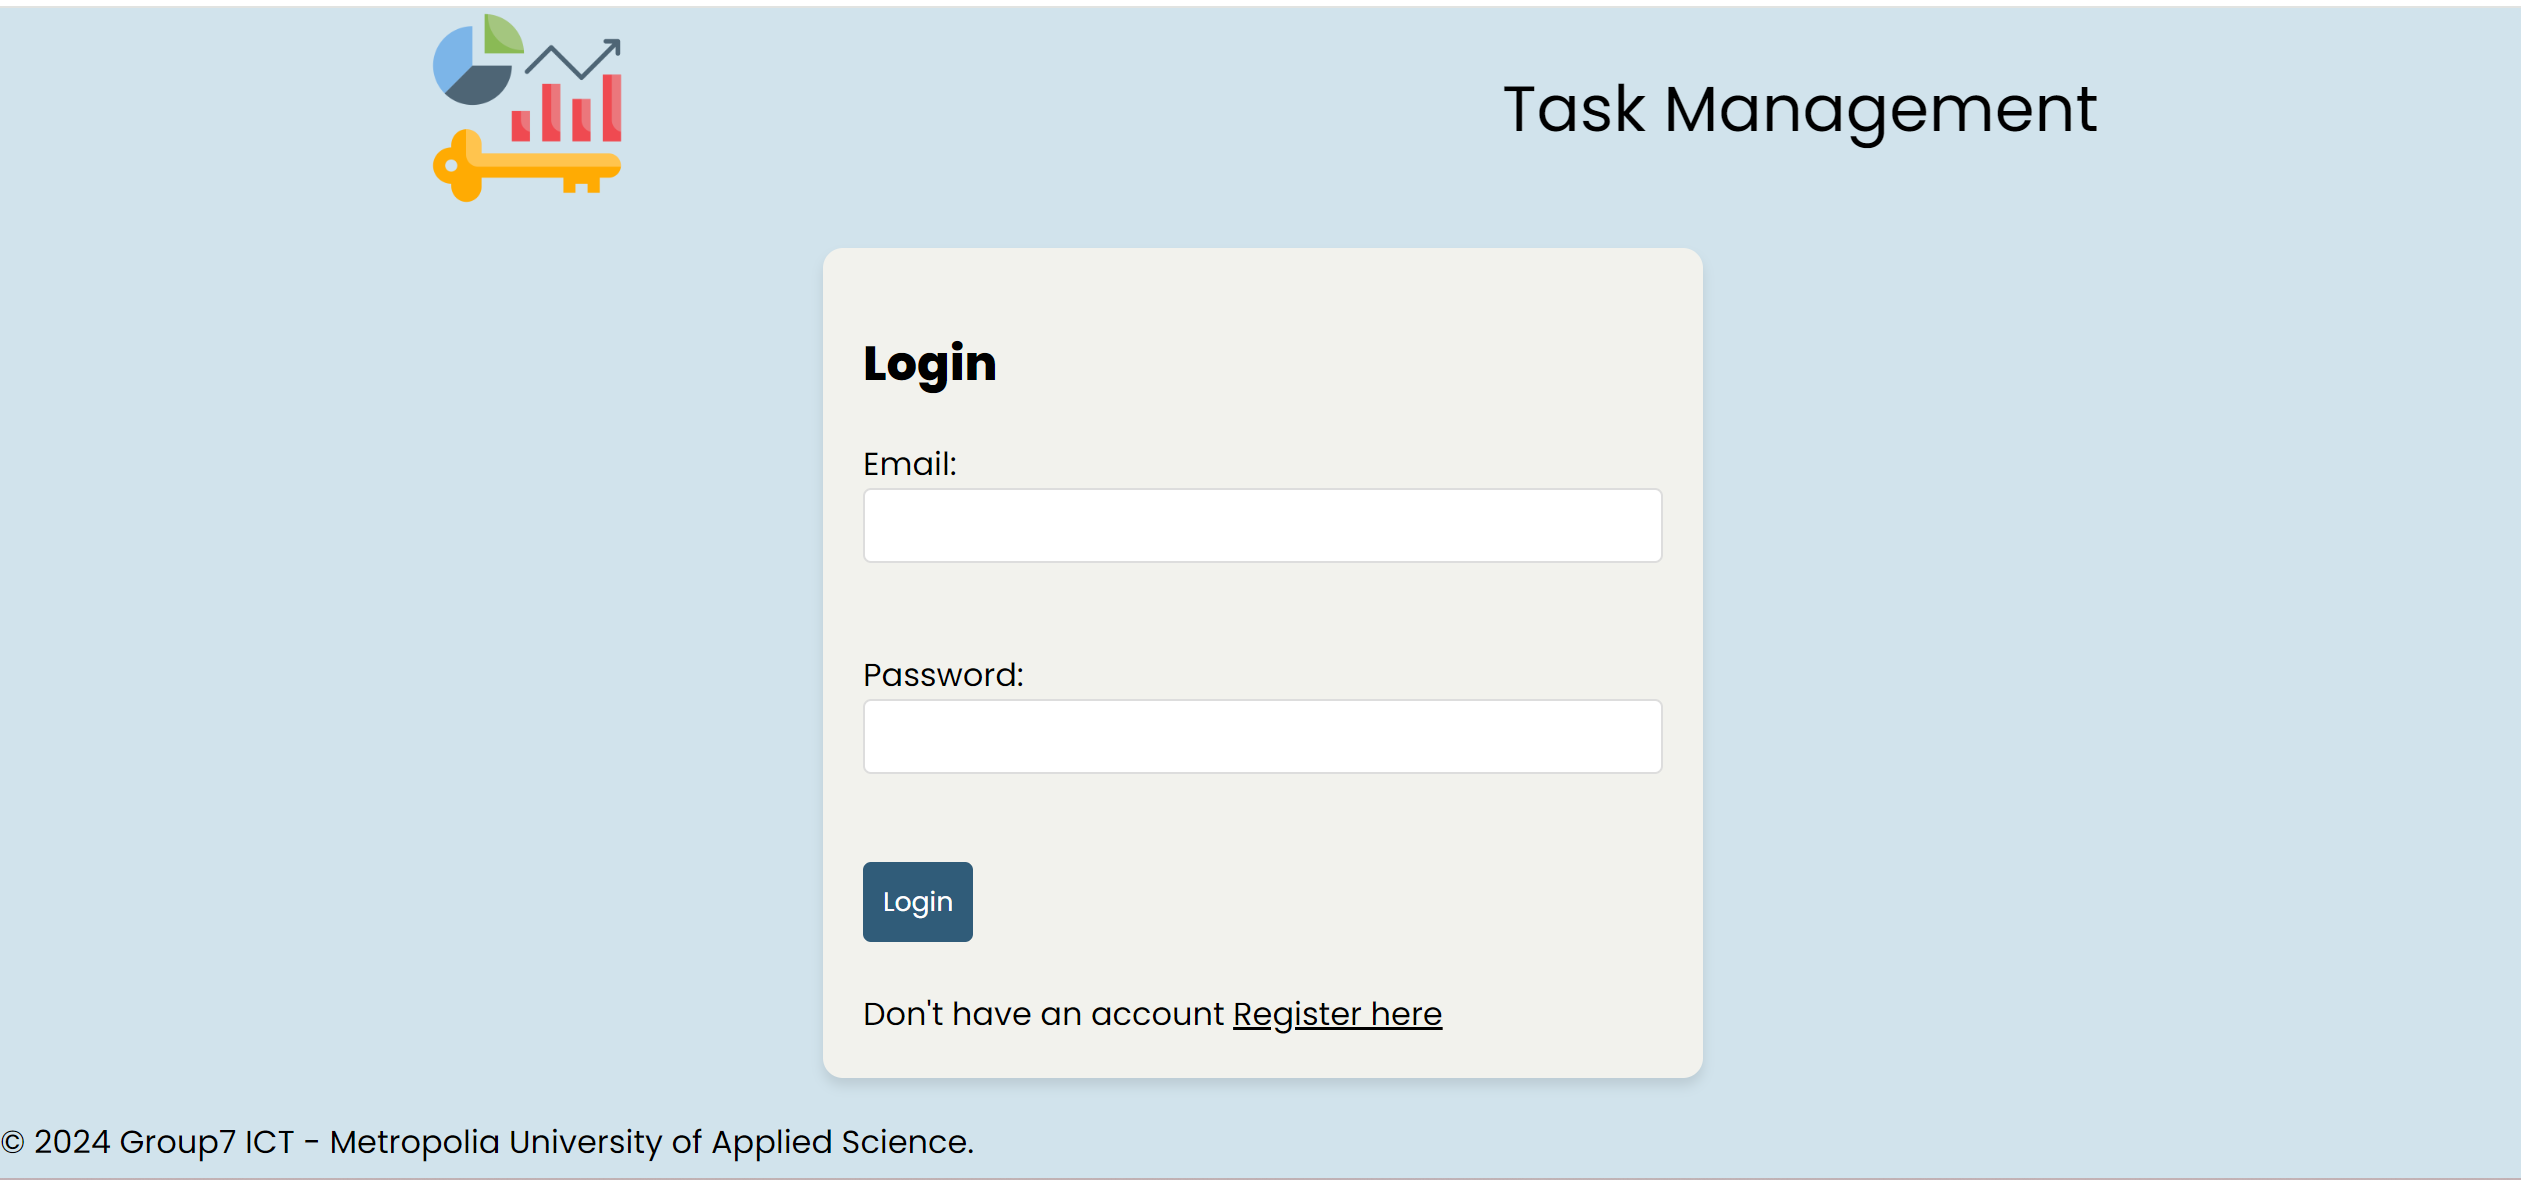 Task Management
Login
Email:
Password:
Login
Don't have an account Register here
© 2024 Group7 ICT - Metropolia University of Applied Science.